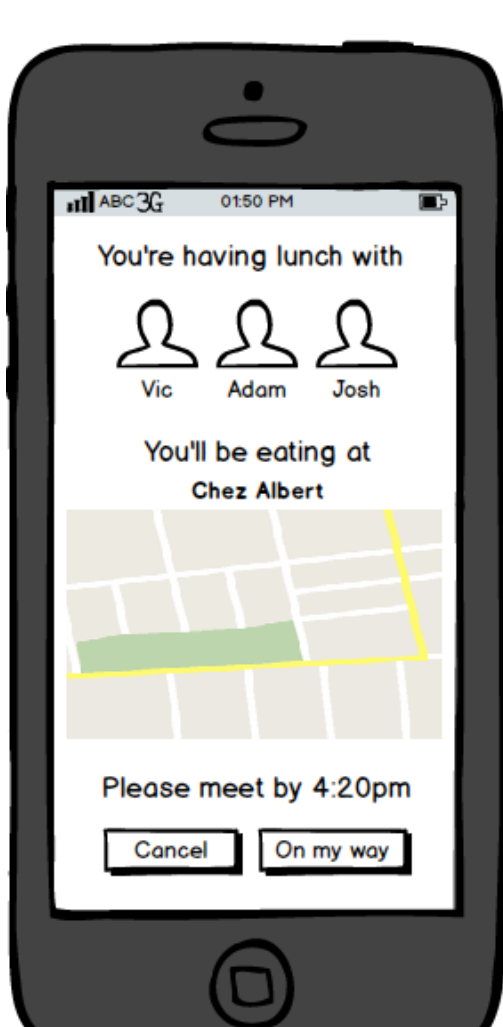 ABC 3G 01:50 PM
You're having lunch with
Vic Adam Josh
You'll be eating at
Chez Albert
Please meet by 4:20pm
Cancel On my way